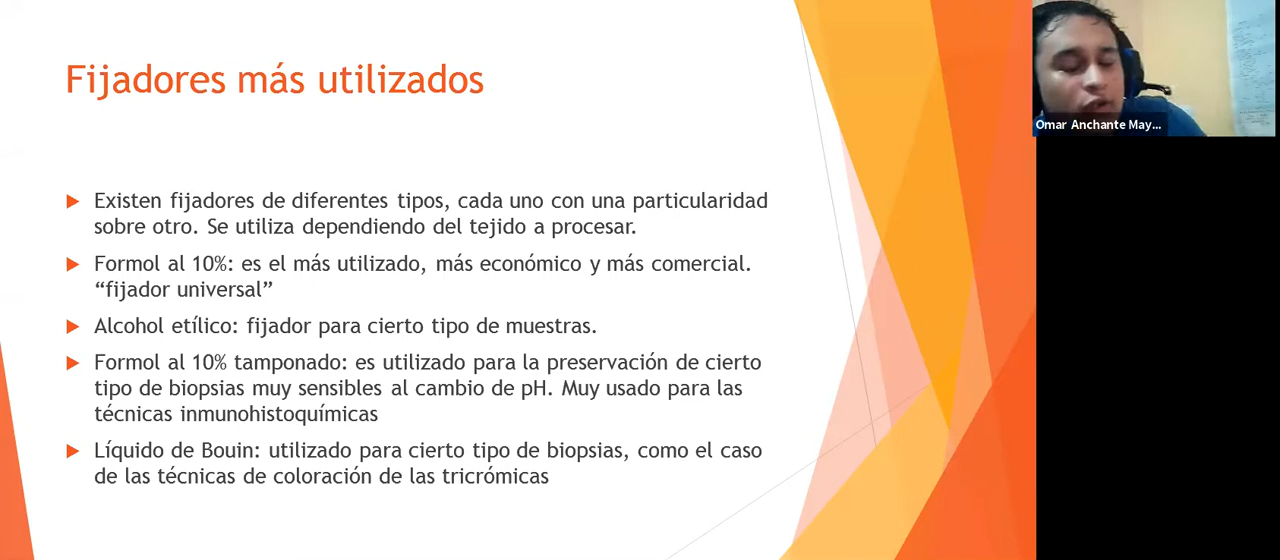 Fijadores más utilizados
Existen fijadores de diferentes tipos, cada uno con una particularidad
sobre otro. Se utiliza dependiendo del tejido a procesar.
Formol al 10%: es el más utilizado, más económico y más comercial.
“fijador universal”
Alcohol etílico: fijador para cierto tipo de muestras.
Formol al 10% tamponado: es utilizado para la preservación de cierto
tipo de biopsias muy sensibles al cambio de pH. Muy usado para las
técnicas inmunohistoquímicas
Líquido de Bouin: utilizado para cierto tipo de biopsias, como el caso
de las técnicas de coloración de las tricrómicas
Omar Anchante May...